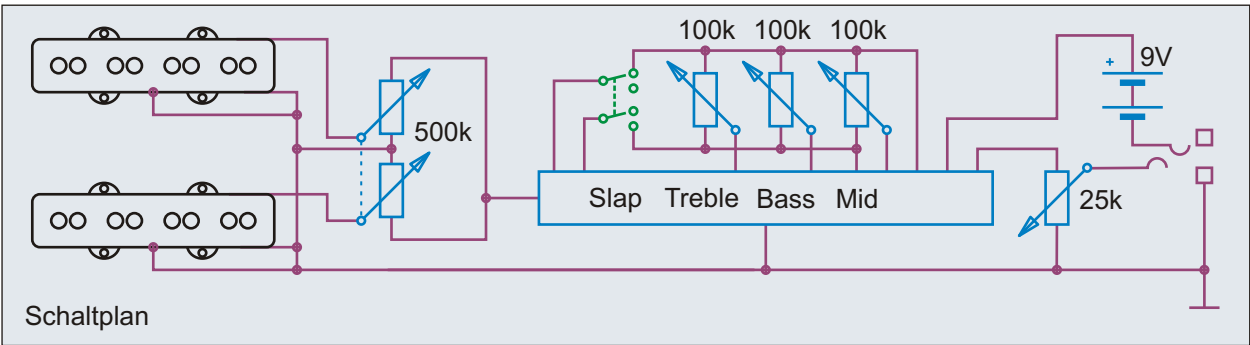 100k 100k 100k
+ 9V
500k
Slap Treble Bass Mid
25k
Schaltplan